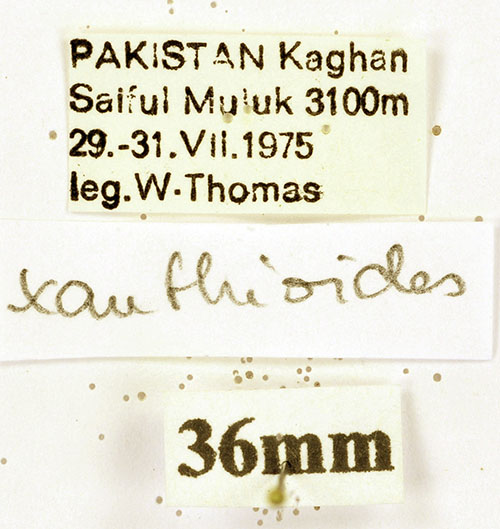 PAKISTAN Kaghan
Saiful Muluk 3100m
29.-31.VII.1975
leg.W.Thomas
xanthioides
36mm